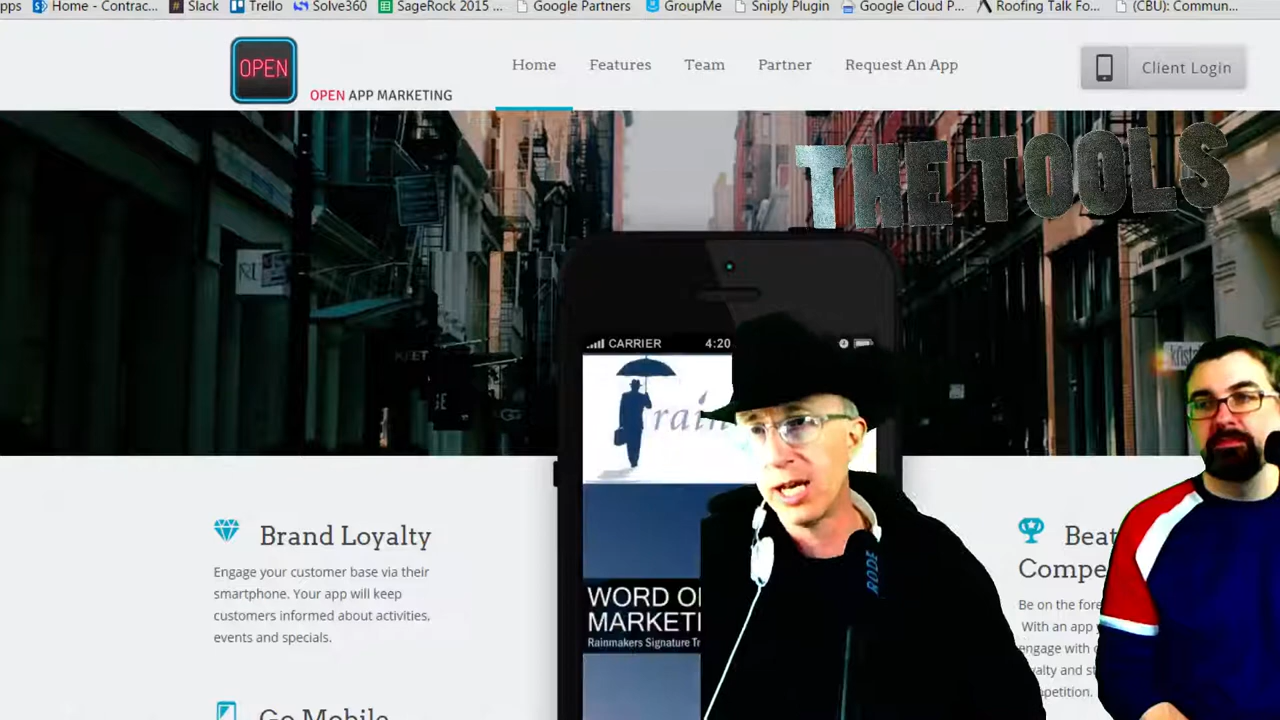 pps Home - Contrac... Slack Trello Solve360 SageRock 2015 ... Google Partners GroupMe Sniply Plugin Google Cloud P... Roofing Talk Fo... (CBU): Commun...
OPEN
OPEN APP MARKETING
Home Features Team Partner Request An App
Client Login
THE TOOLS
CARRIER 4:20
rain
WORD O
MARKETI
Rainmakers Signature Tr
RODE
Brand Loyalty
Engage your customer base via their
smartphone. Your app will keep
customers informed about activities,
events and specials.
Go Mobile
Beat
Compe
Be on the fore
With an app y
engage with c
yalty and st
petition.